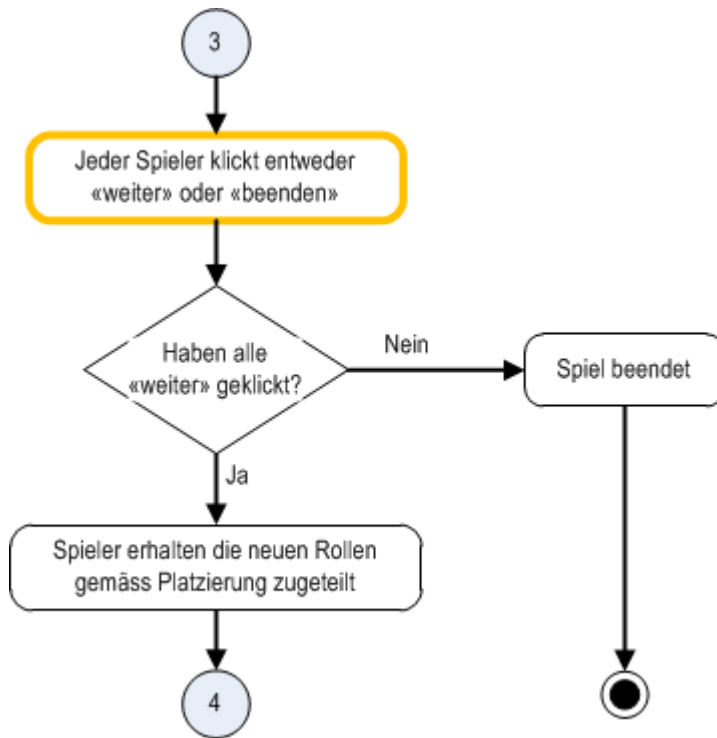 3
Jeder Spieler klickt entweder
«weiter» oder «beenden»
Haben alle
«weiter» geklickt?
Nein
Spiel beendet
Ja
Spieler erhalten die neuen Rollen
gemäss Platzierung zugeteilt
4